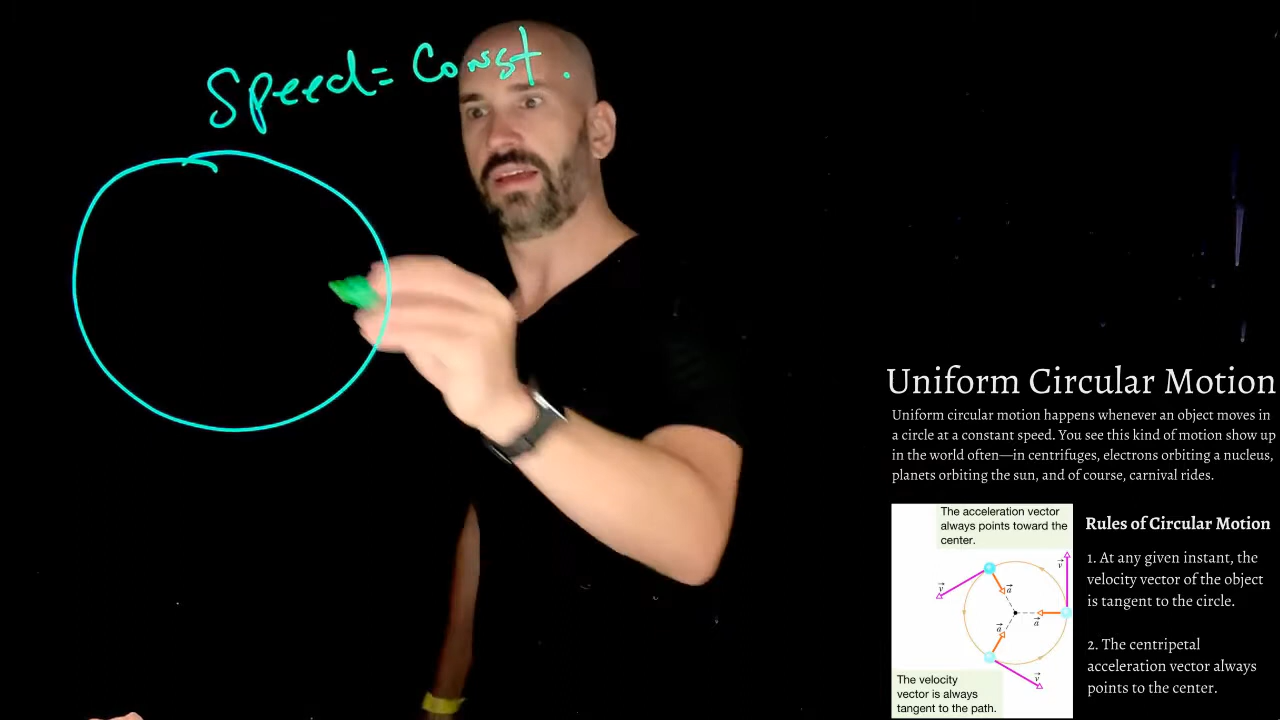 Speed = Const.
Uniform Circular Motion
Uniform circular motion happens whenever an object moves in
a circle at a constant speed. You see this kind of motion show up
in the world often—in centrifuges, electrons orbiting a nucleus,
planets orbiting the sun, and of course, carnival rides.
The acceleration vector
always points toward the
center.
v
v
a
a
a
v
The velocity
vector is always
tangent to the path.
Rules of Circular Motion
1. At any given instant, the
velocity vector of the object
is tangent to the circle.
2. The centripetal
acceleration vector always
points to the center.